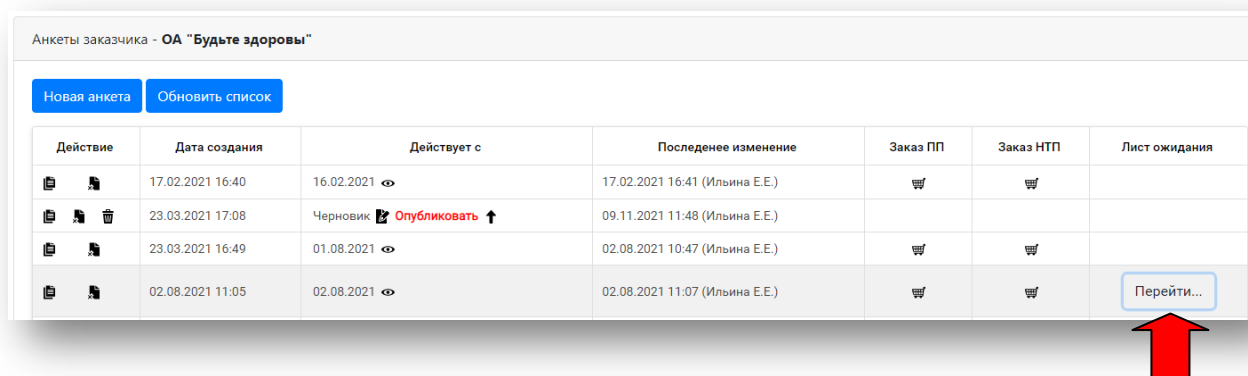 Анкеты заказчика - ОА "Будьте здоровы"
Новая анкета Обновить список
Действие Дата создания Действует с Последенее изменение Заказ ПП Заказ НТП Лист ожидания
17.02.2021 16:40 16.02.2021 17.02.2021 16:41 (Ильина Е.Е.)
23.03.2021 17:08 Черновик Опубликовать 09.11.2021 11:48 (Ильина Е.Е.)
23.03.2021 16:49 01.08.2021 02.08.2021 10:47 (Ильина Е.Е.)
02.08.2021 11:05 02.08.2021 02.08.2021 11:07 (Ильина Е.Е.) Перейти...